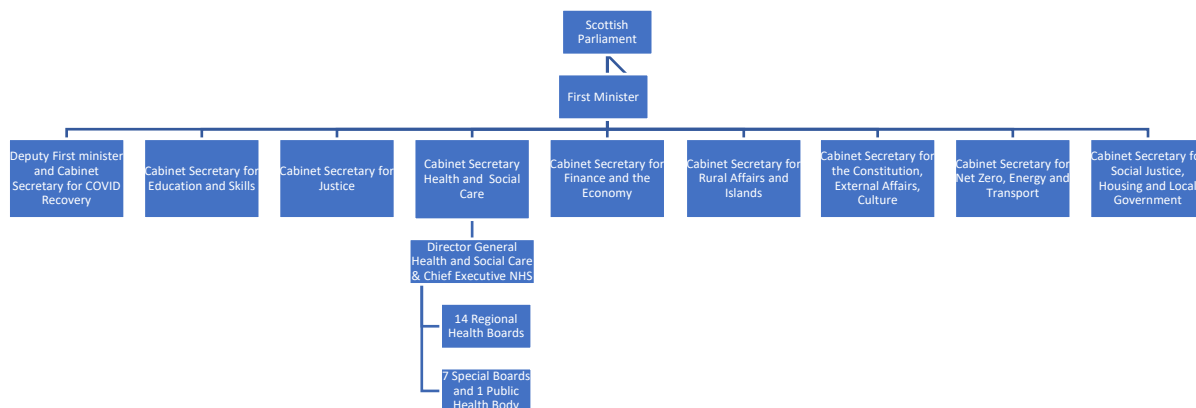 Scottish
Parliament
First Minister
Deputy First minister
and Cabinet
Secretary for COVID
Recovery
Cabinet Secretary for
Education and Skills
Cabinet Secretary for
Justice
Cabinet Secretary
Health and Social
Care
Cabinet Secretary for
Finance and the
Economy
Cabinet Secretary for
Rural Affairs and
Islands
Cabinet Secretary for
the Constitution,
External Affairs,
Culture
Cabinet Secretary for
Net Zero, Energy and
Transport
Cabinet Secretary for
Social Justice,
Housing and Local
Government
Director General
Health and Social Care
& Chief Executive NHS
14 Regional
Health Boards
7 Special Boards
and 1 Public
Health Body